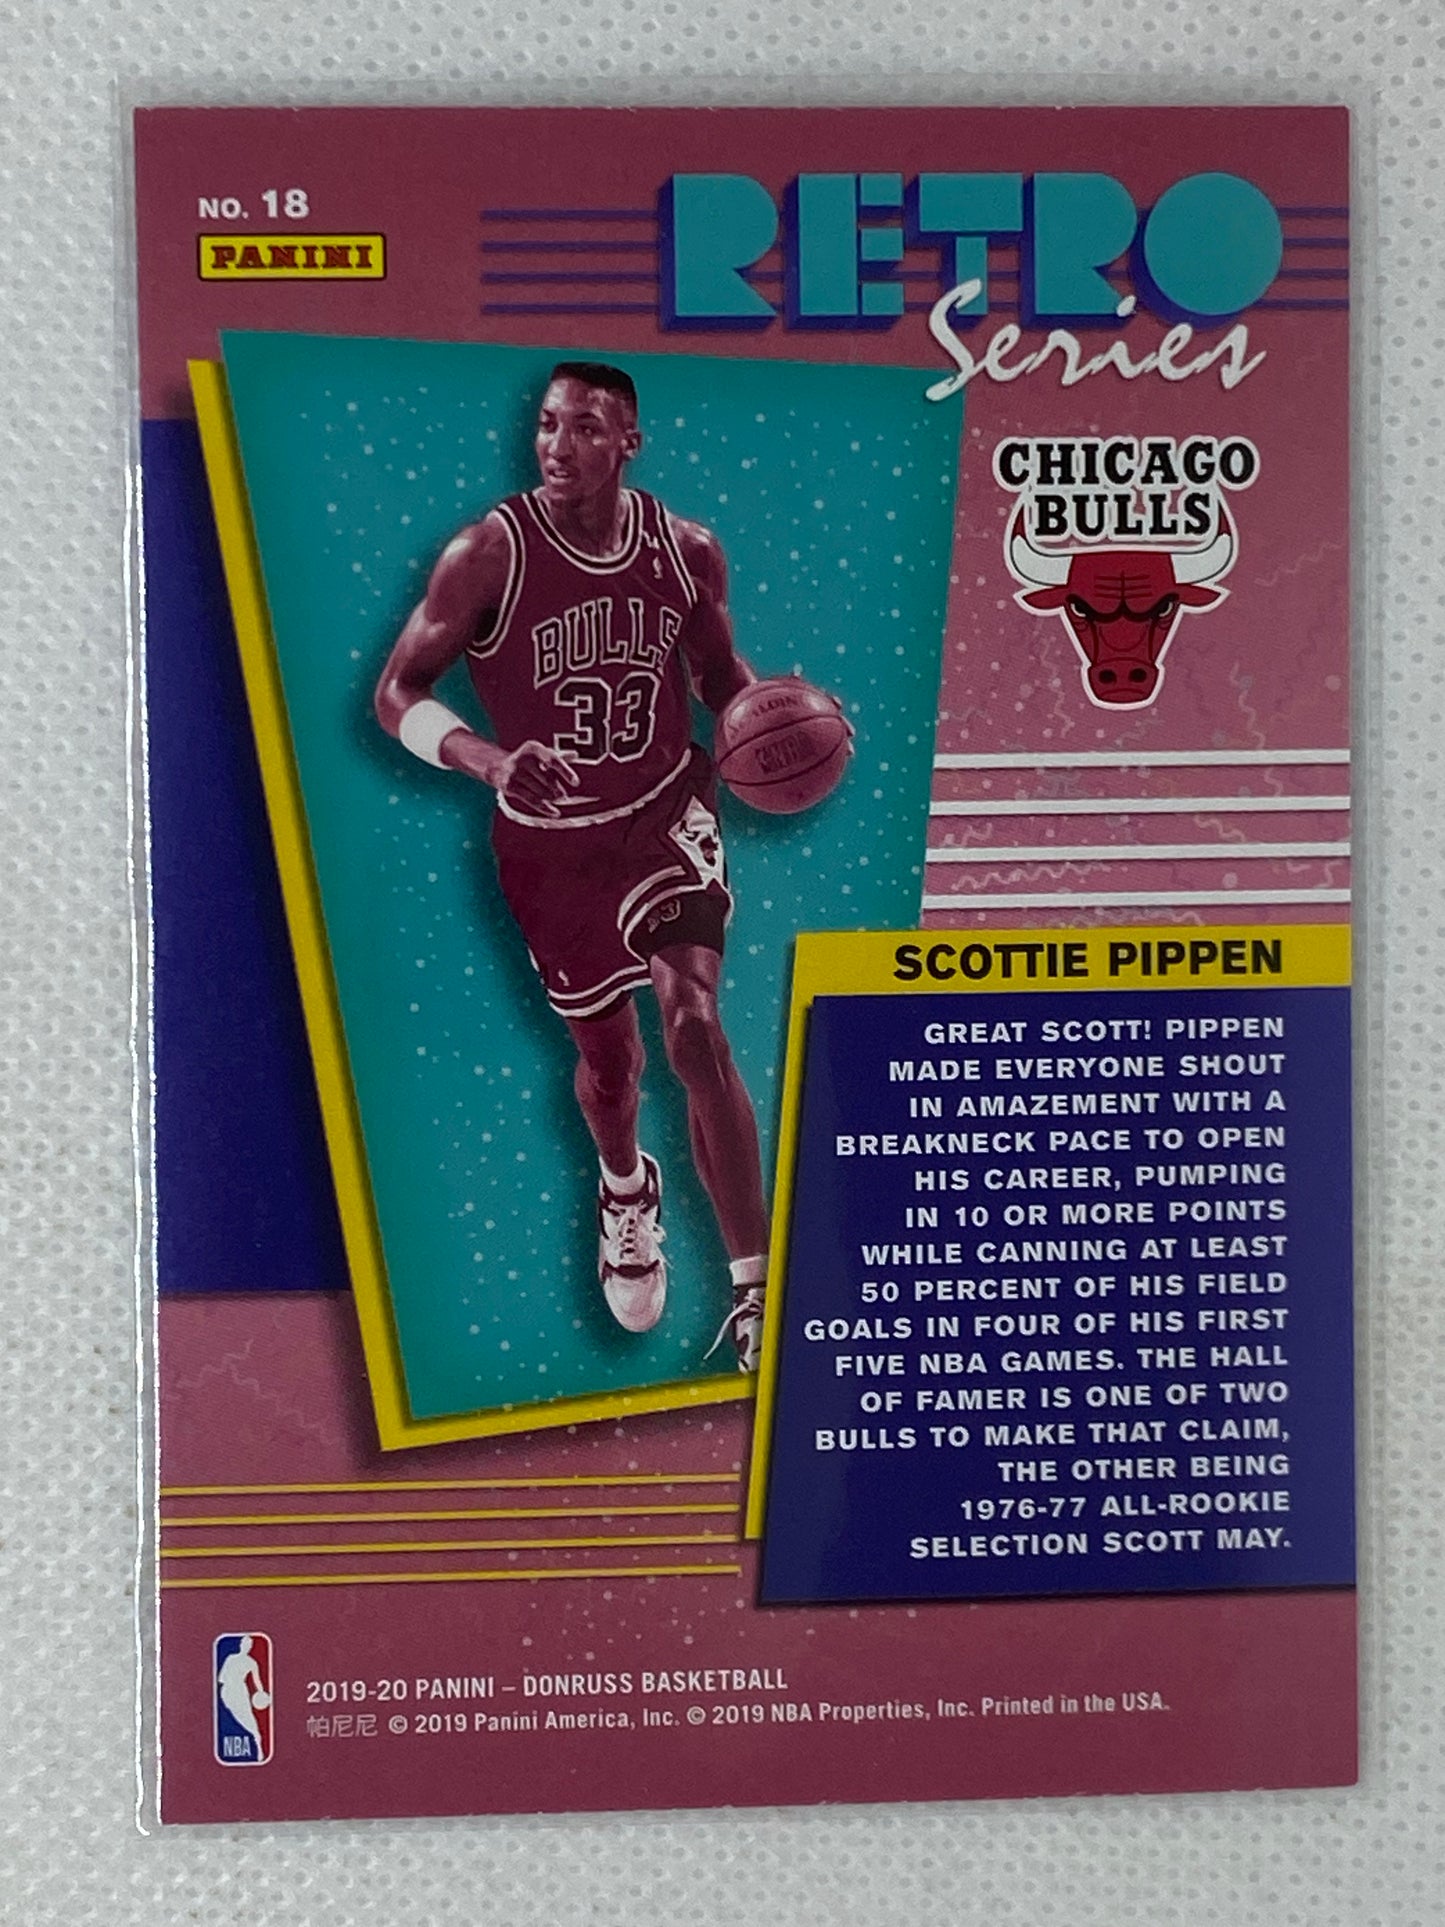 NO. 18
PANINI
RETRO
Series
CHICAGO
BULLS
BULLS
33
SCOTTIE PIPPEN
GREAT SCOTT! PIPPEN
MADE EVERYONE SHOUT
IN AMAZEMENT WITH A
BREAKNECK PACE TO OPEN
HIS CAREER, PUMPING
IN 10 OR MORE POINTS
WHILE CANNING AT LEAST
50 PERCENT OF HIS FIELD
GOALS IN FOUR OF HIS FIRST
FIVE NBA GAMES. THE HALL
OF FAMER IS ONE OF TWO
BULLS TO MAKE THAT CLAIM,
THE OTHER BEING
1976-77 ALL-ROOKIE
SELECTION SCOTT MAY.
NBA
2019-20 PANINI – DONRUSS BASKETBALL
帕尼尼 © 2019 Panini America, Inc. © 2019 NBA Properties, Inc. Printed in the USA.